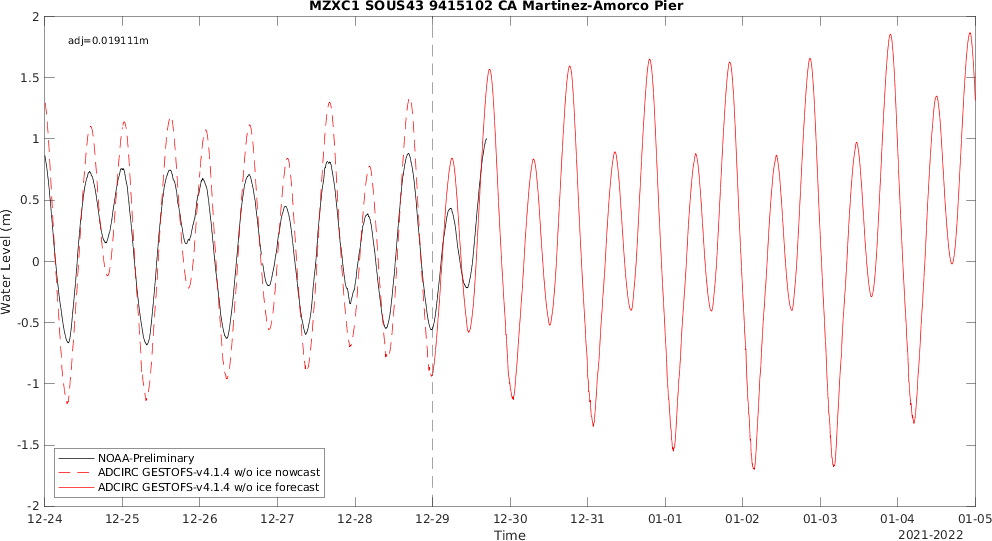 MZXC1 SOUS43 9415102 CA Martinez-Amorco Pier
adj=0.019111m
2
1.5
1
0.5
0
-0.5
-1
-1.5
-2
Water Level (m)
NOAA-Preliminary
ADCIRC GESTOFS-v4.1.4 w/o ice nowcast
ADCIRC GESTOFS-v4.1.4 w/o ice forecast
12-24 12-25 12-26 12-27 12-28 12-29 12-30 12-31 01-01 01-02 01-03 01-04 01-05
Time
2021-2022